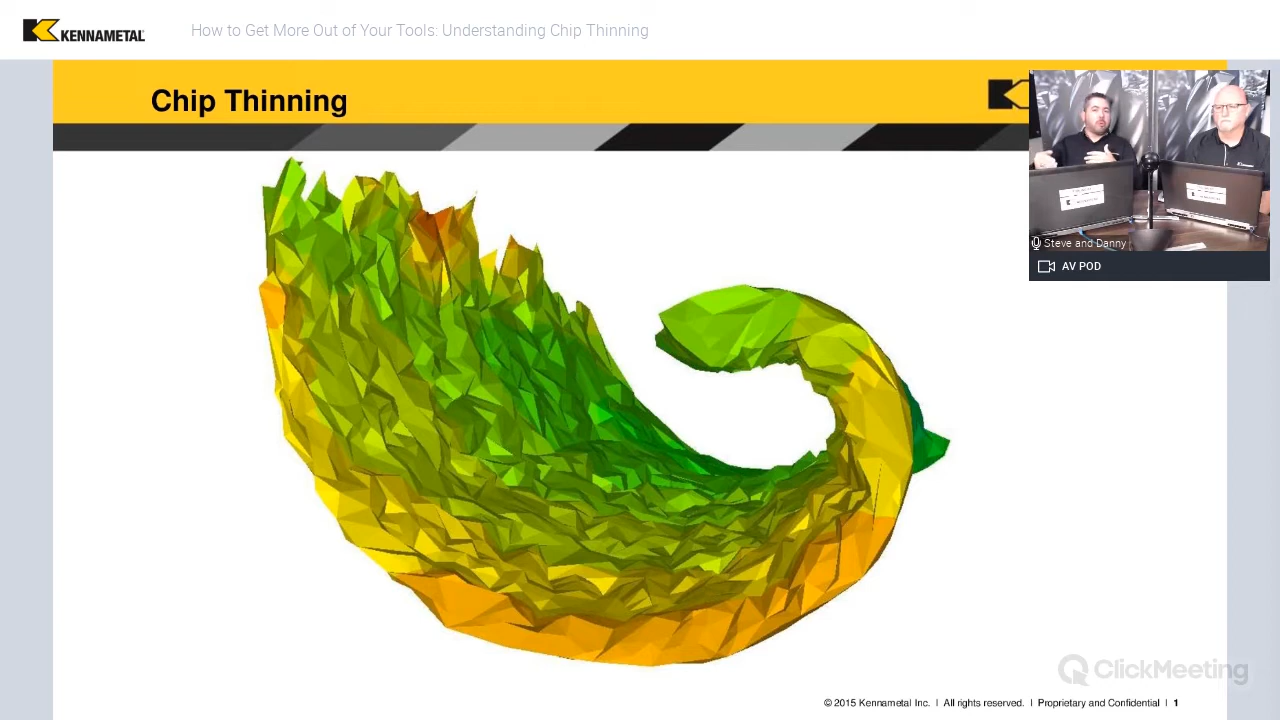 KENNAMETAL
How to Get More Out of Your Tools: Understanding Chip Thinning
Chip Thinning
Steve and Danny
AV POD
ClickMeeting
© 2015 Kennametal Inc. I All rights reserved. I Proprietary and Confidential I 1